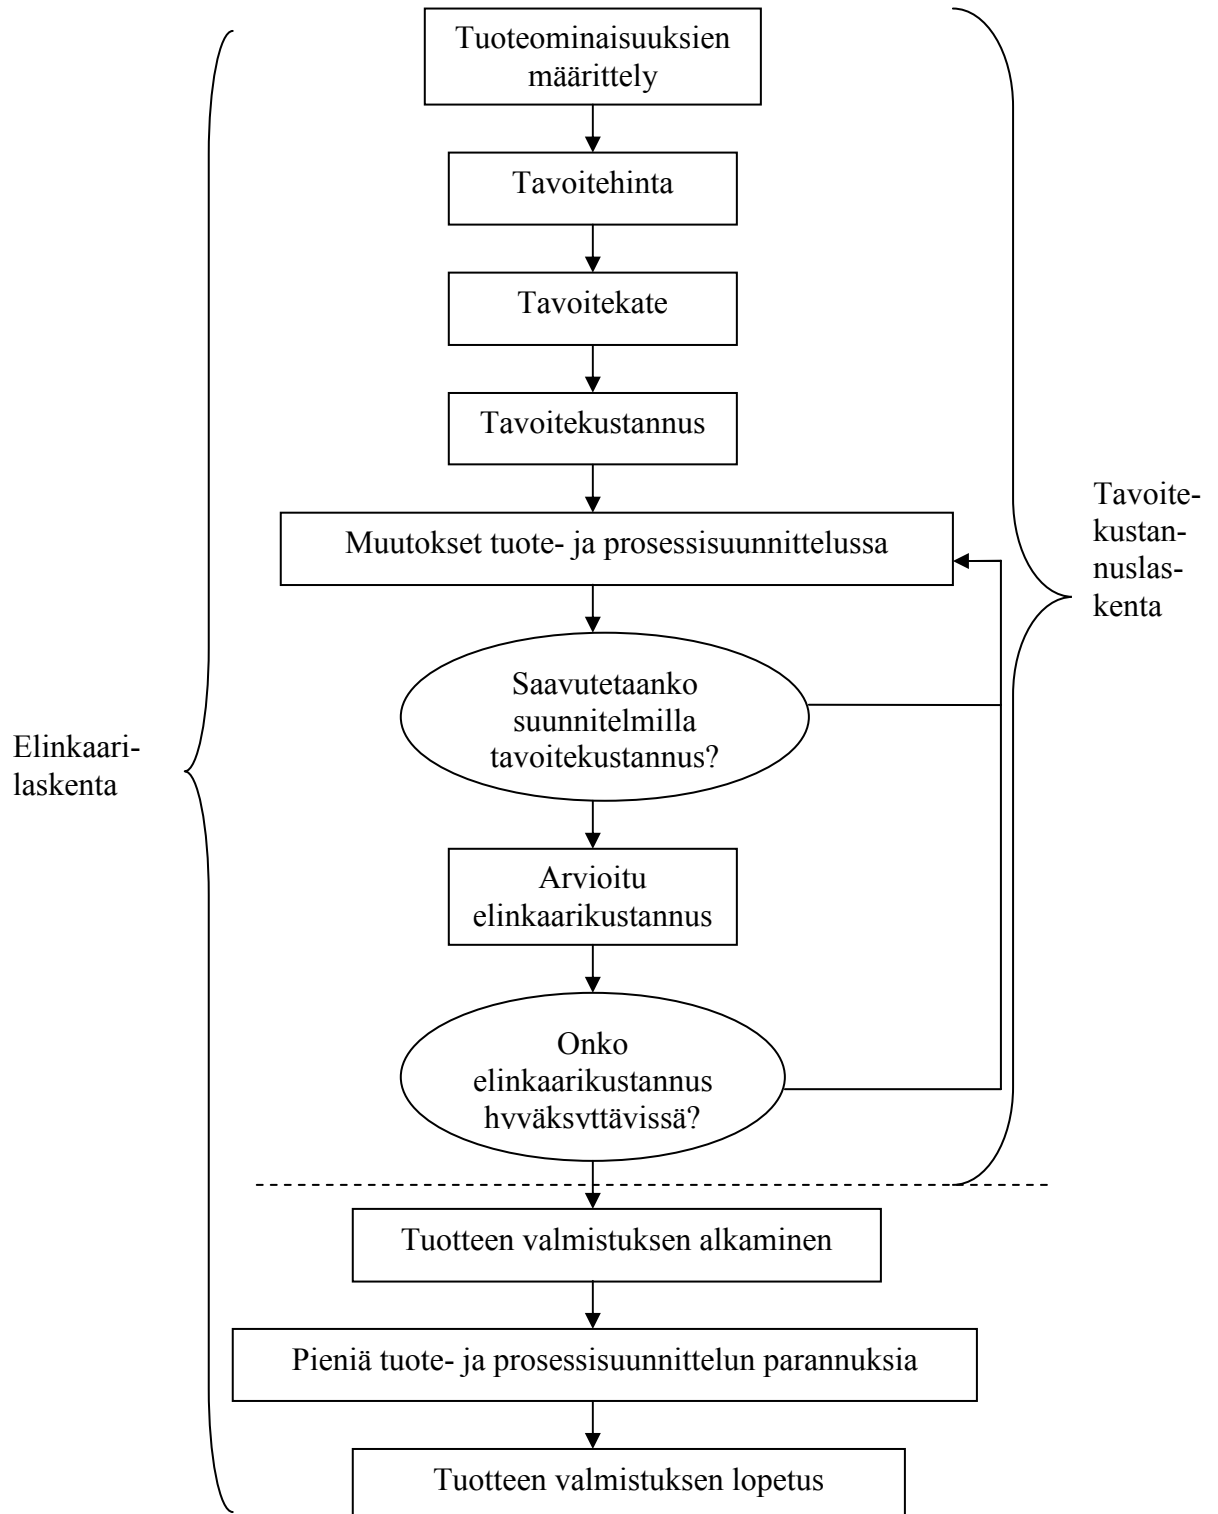 Tuoteominaisuuksien
määrittely
Tavoitehinta
Tavoitekate
Tavoitekustannus
Muutokset tuote- ja prosessisuunnittelussa
Tavoite-
kustan-
nuslas-
kenta
Saavutetaanko
suunnitelmilla
tavoitekustannus?
Elinkaari-
laskenta
Arvioitu
elinkaarikustannus
Onko
elinkaarikustannus
hyväksyttävissä?
Tuotteen valmistuksen alkaminen
Pieniä tuote- ja prosessisuunnittelun parannuksia
Tuotteen valmistuksen lopetus